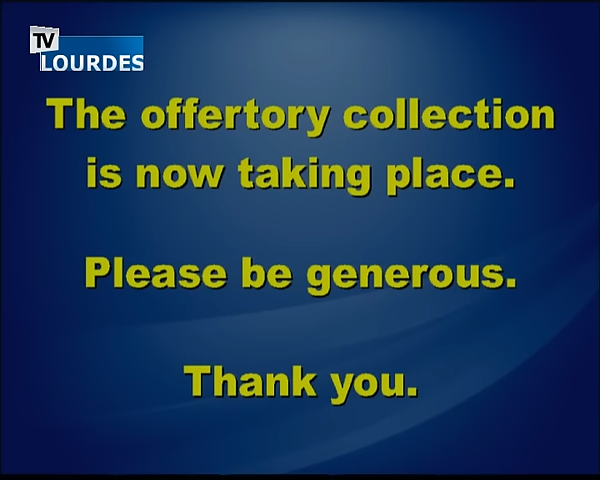 TV
LOURDES
The offertory collection
is now taking place.
Please be generous.
Thank you.